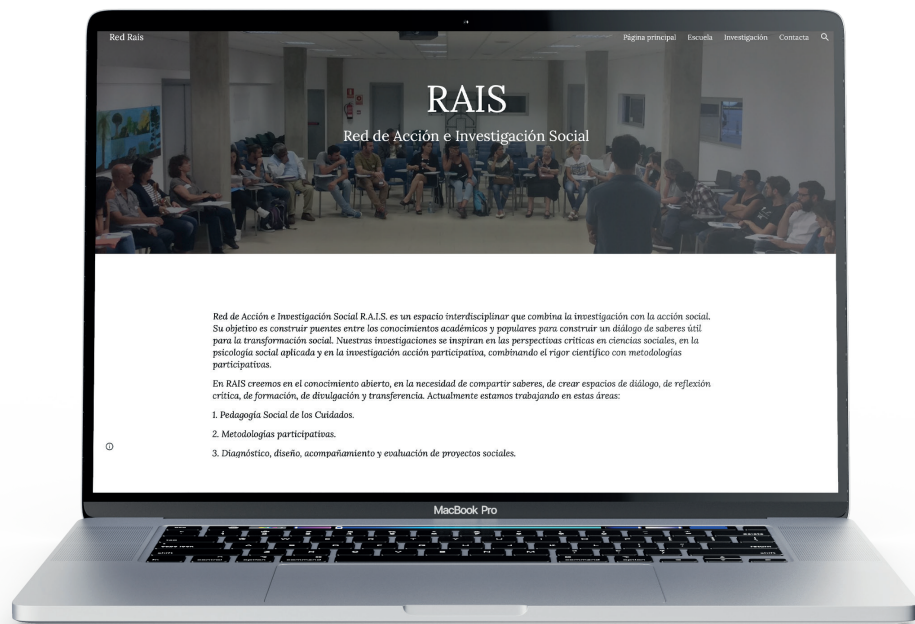 Red Rais
Página principal Escuela Investigación Contacta
RAIS
Red de Acción e Investigación Social
Red de Acción e Investigación Social R.A.I.S. es un espacio interdisciplinar que combina la investigación con la acción social.
Su objetivo es construir puentes entre los conocimientos académicos y populares para construir un diálogo de saberes útil
para la transformación social. Nuestras investigaciones se inspiran en las perspectivas críticas en ciencias sociales, en la
psicología social aplicada y en la investigación acción participativa, combinando el rigor científico con metodologías
participativas.
En RAIS creemos en el conocimiento abierto, en la necesidad de compartir saberes, de crear espacios de diálogo, de reflexión
crítica, de formación, de divulgación y transferencia. Actualmente estamos trabajando en estas áreas:
1. Pedagogía Social de los Cuidados.
2. Metodologías participativas.
3. Diagnóstico, diseño, acompañamiento y evaluación de proyectos sociales.
MacBook Pro